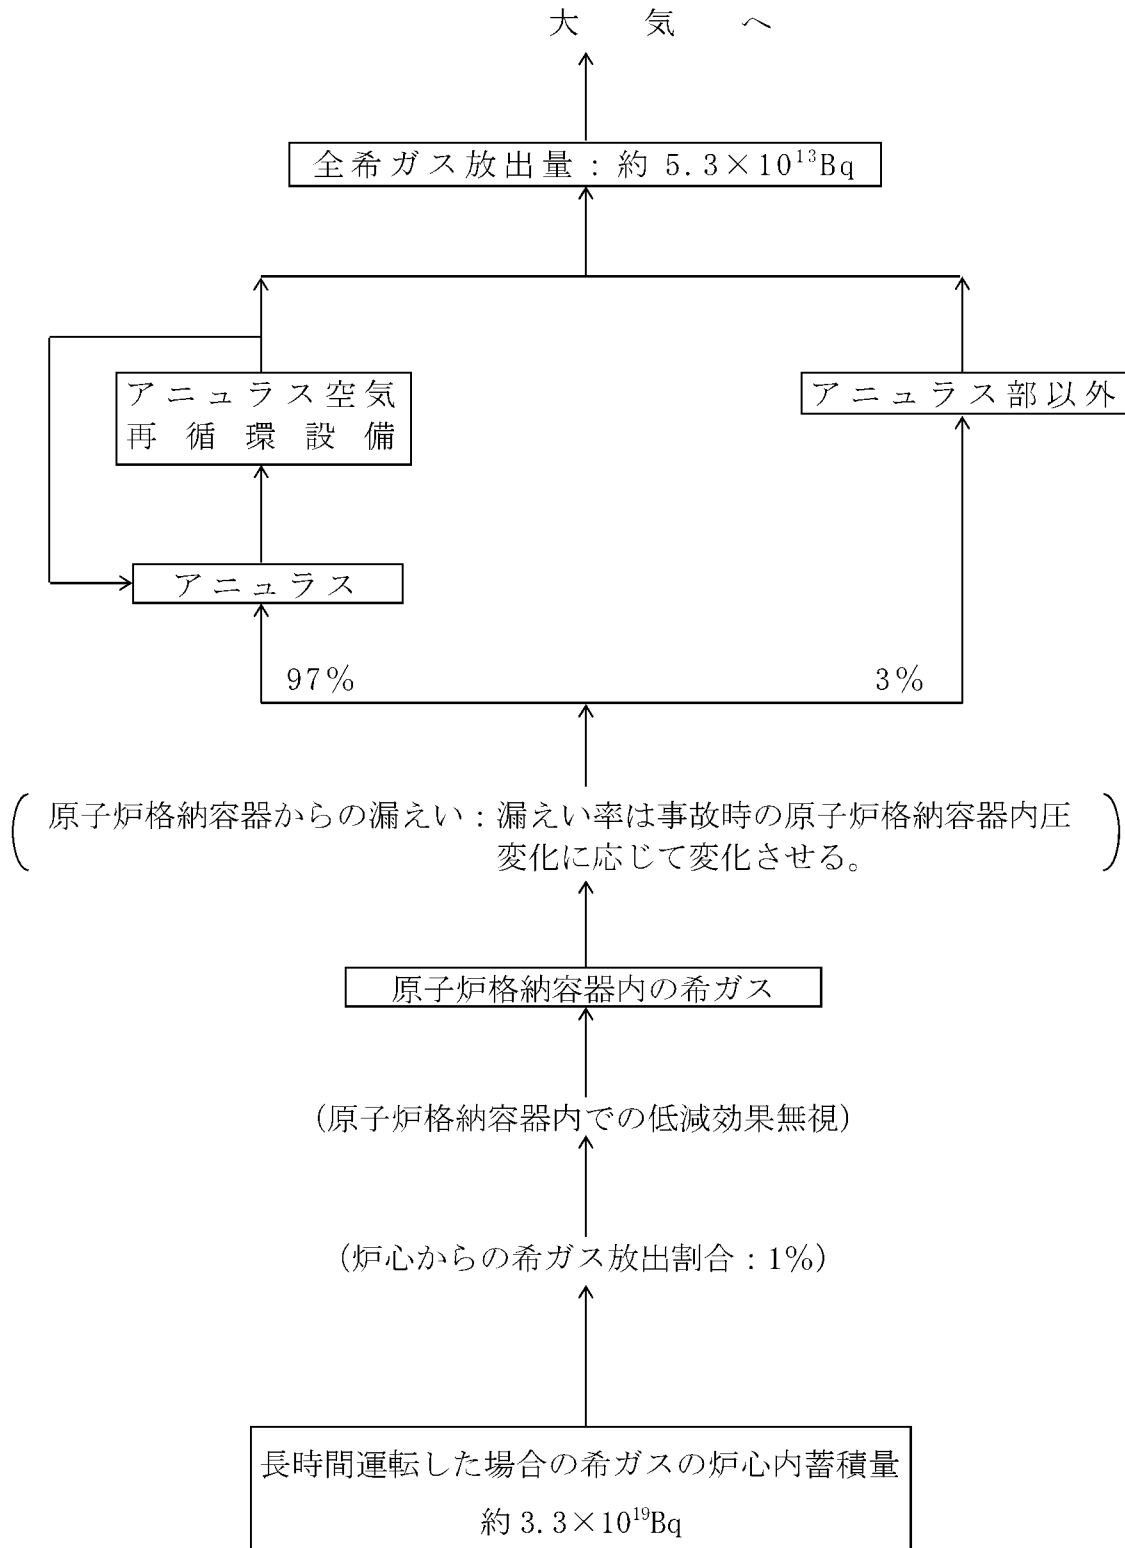 大気へ
全希ガス放出量：約 5.3×10¹³Bq
アニュラス空気
再循環設備
アニュラス部以外
アニュラス
97%
3%
原子炉格納容器からの漏えい：漏えい率は事故時の原子炉格納容器内圧
変化に応じて変化させる。
原子炉格納容器内の希ガス
(原子炉格納容器内での低減効果無視)
(炉心からの希ガス放出割合：1%)
長時間運転した場合の希ガスの炉心内蓄積量
約 3.3×10¹⁹Bq